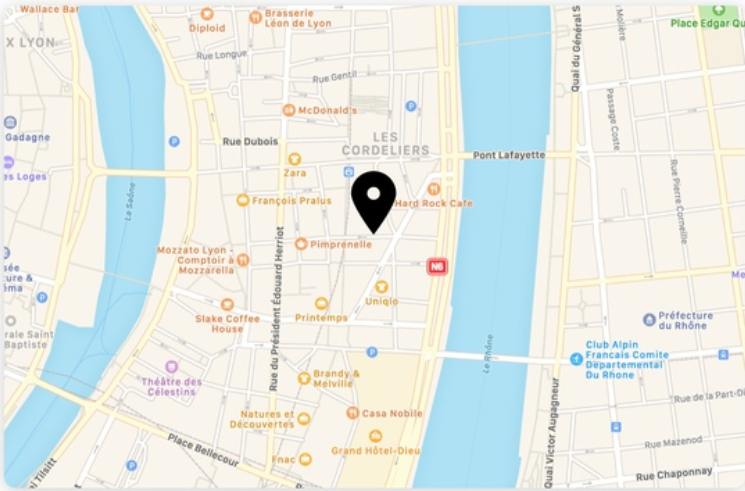 Wallace Bar
Diploid
Brasserie
Léon de Lyon
Molière
Place Edgar Qu
Quai du Général S
X LYON
Rue Longue
Rue Gentil
McDonald's
Passage Coste
Gadagne
Rue Dubois
LES
CORDELIERS
Pont Lafayette
es Loges
Zara
La Saône
François Pralus
Hard Rock Cafe
Rue Pierre Corneille
Pimprenelle
Mozzato Lyon -
Comptoir à
Mozzarella
Rue du Président Édouard Herriot
N6
sée
ture &
éma
Me
Uniqlo
Printemps
Slake Coffee
House
Préfecture
du Rhône
rale Saint
Baptiste
Le Rhône
Club Alpin
Francais Comite
Départemental
Du Rhone
Théâtre des
Célestins
Brandy &
Melville
Rue de la Part-Di
Natures et
Découvertes
Casa Nobile
Quai Victor Augagneur
Place Bellecour
Grand Hôtel-Dieu
Rue Mazenod
Fnac
Tilsitt
Rue Chaponnay